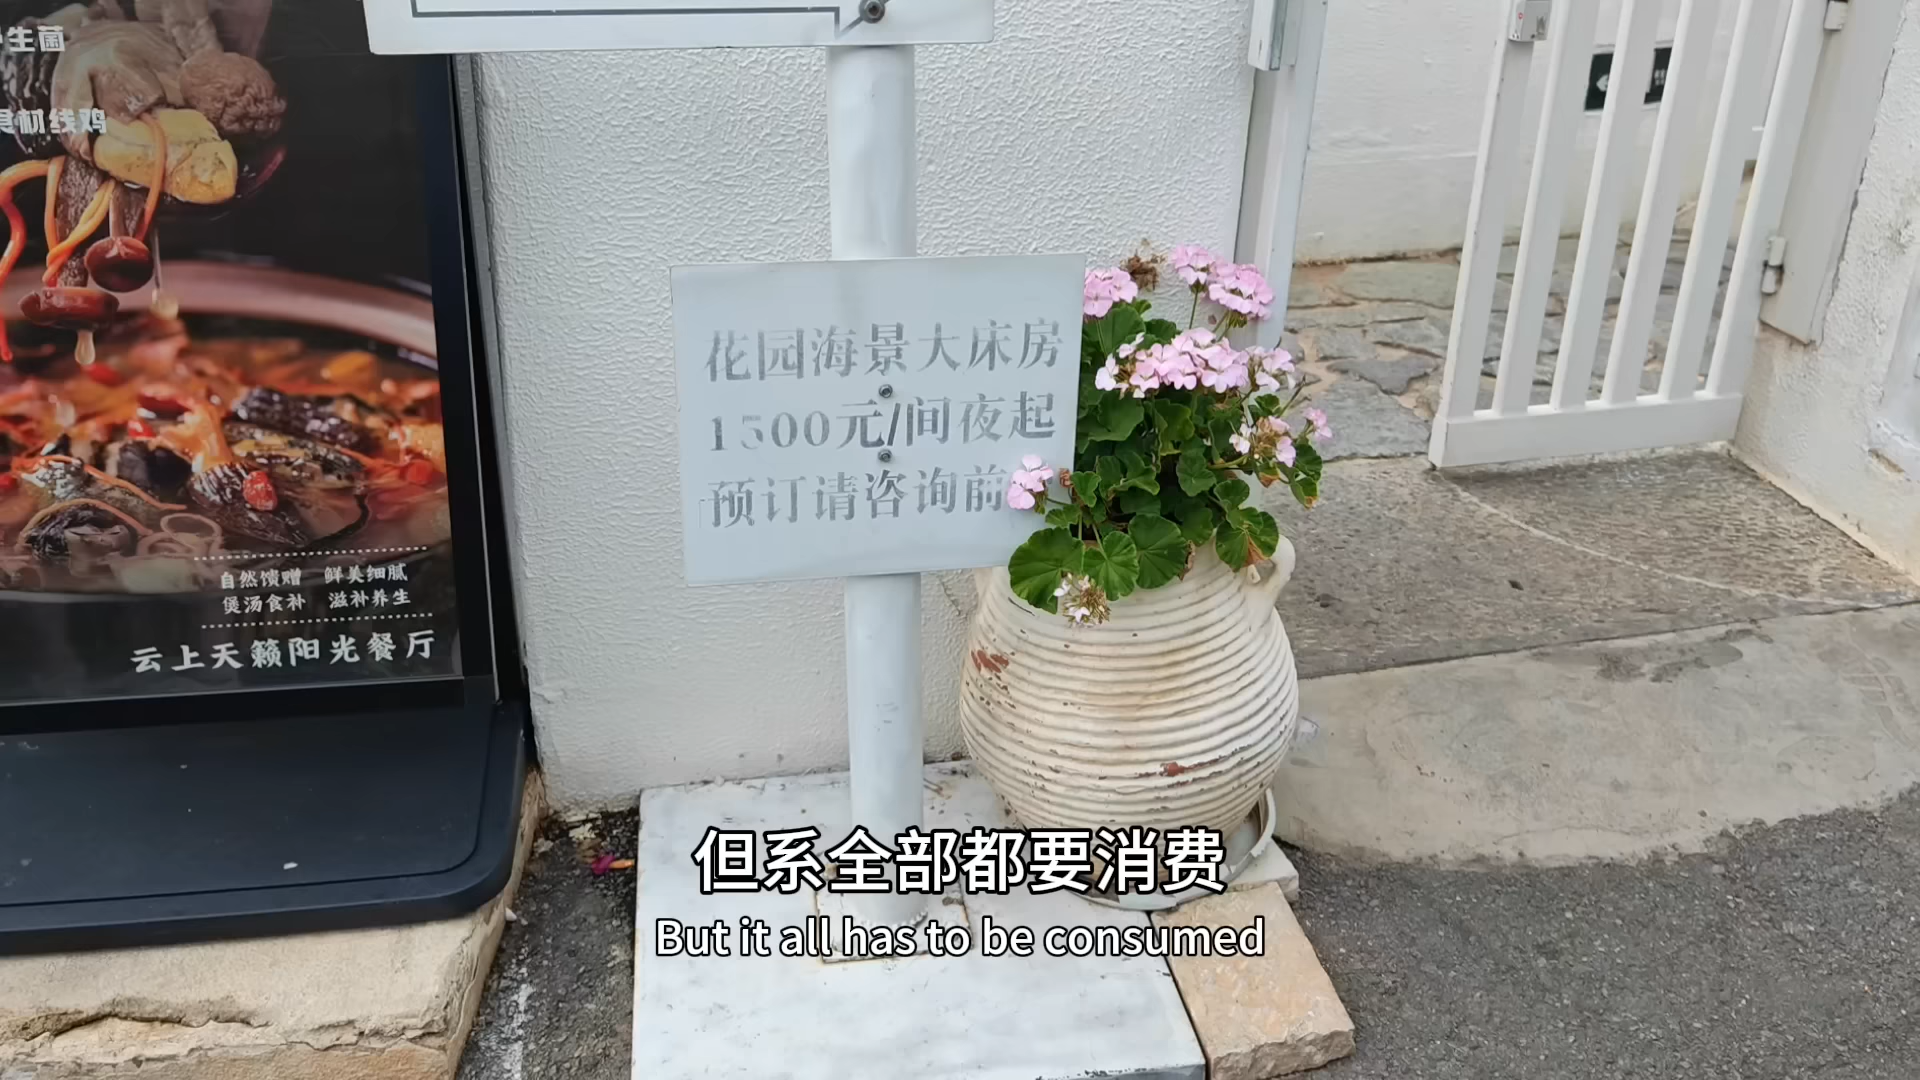 生菌
食材线鸡
自然馈赠 鲜美细腻
煲汤食补 滋补养生
云上天籁阳光餐厅
花园海景大床房
1500元/间夜起
预订请咨询前
但系全部都要消费
But it all has to be consumed